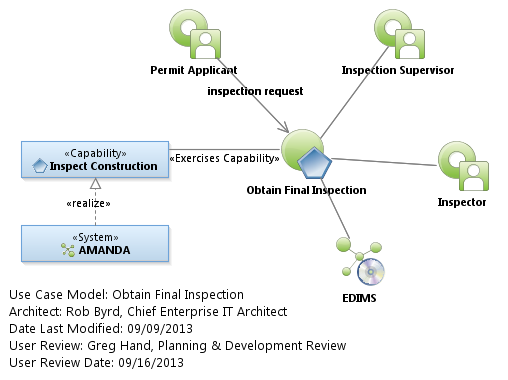 Permit Applicant
Inspection Supervisor
inspection request
«Capability»
Inspect Construction
«Exercises Capability»
Obtain Final Inspection
Inspector
«realize»
«System»
AMANDA
EDIMS
Use Case Model: Obtain Final Inspection
Architect: Rob Byrd, Chief Enterprise IT Architect
Date Last Modified: 09/09/2013
User Review: Greg Hand, Planning & Development Review
User Review Date: 09/16/2013